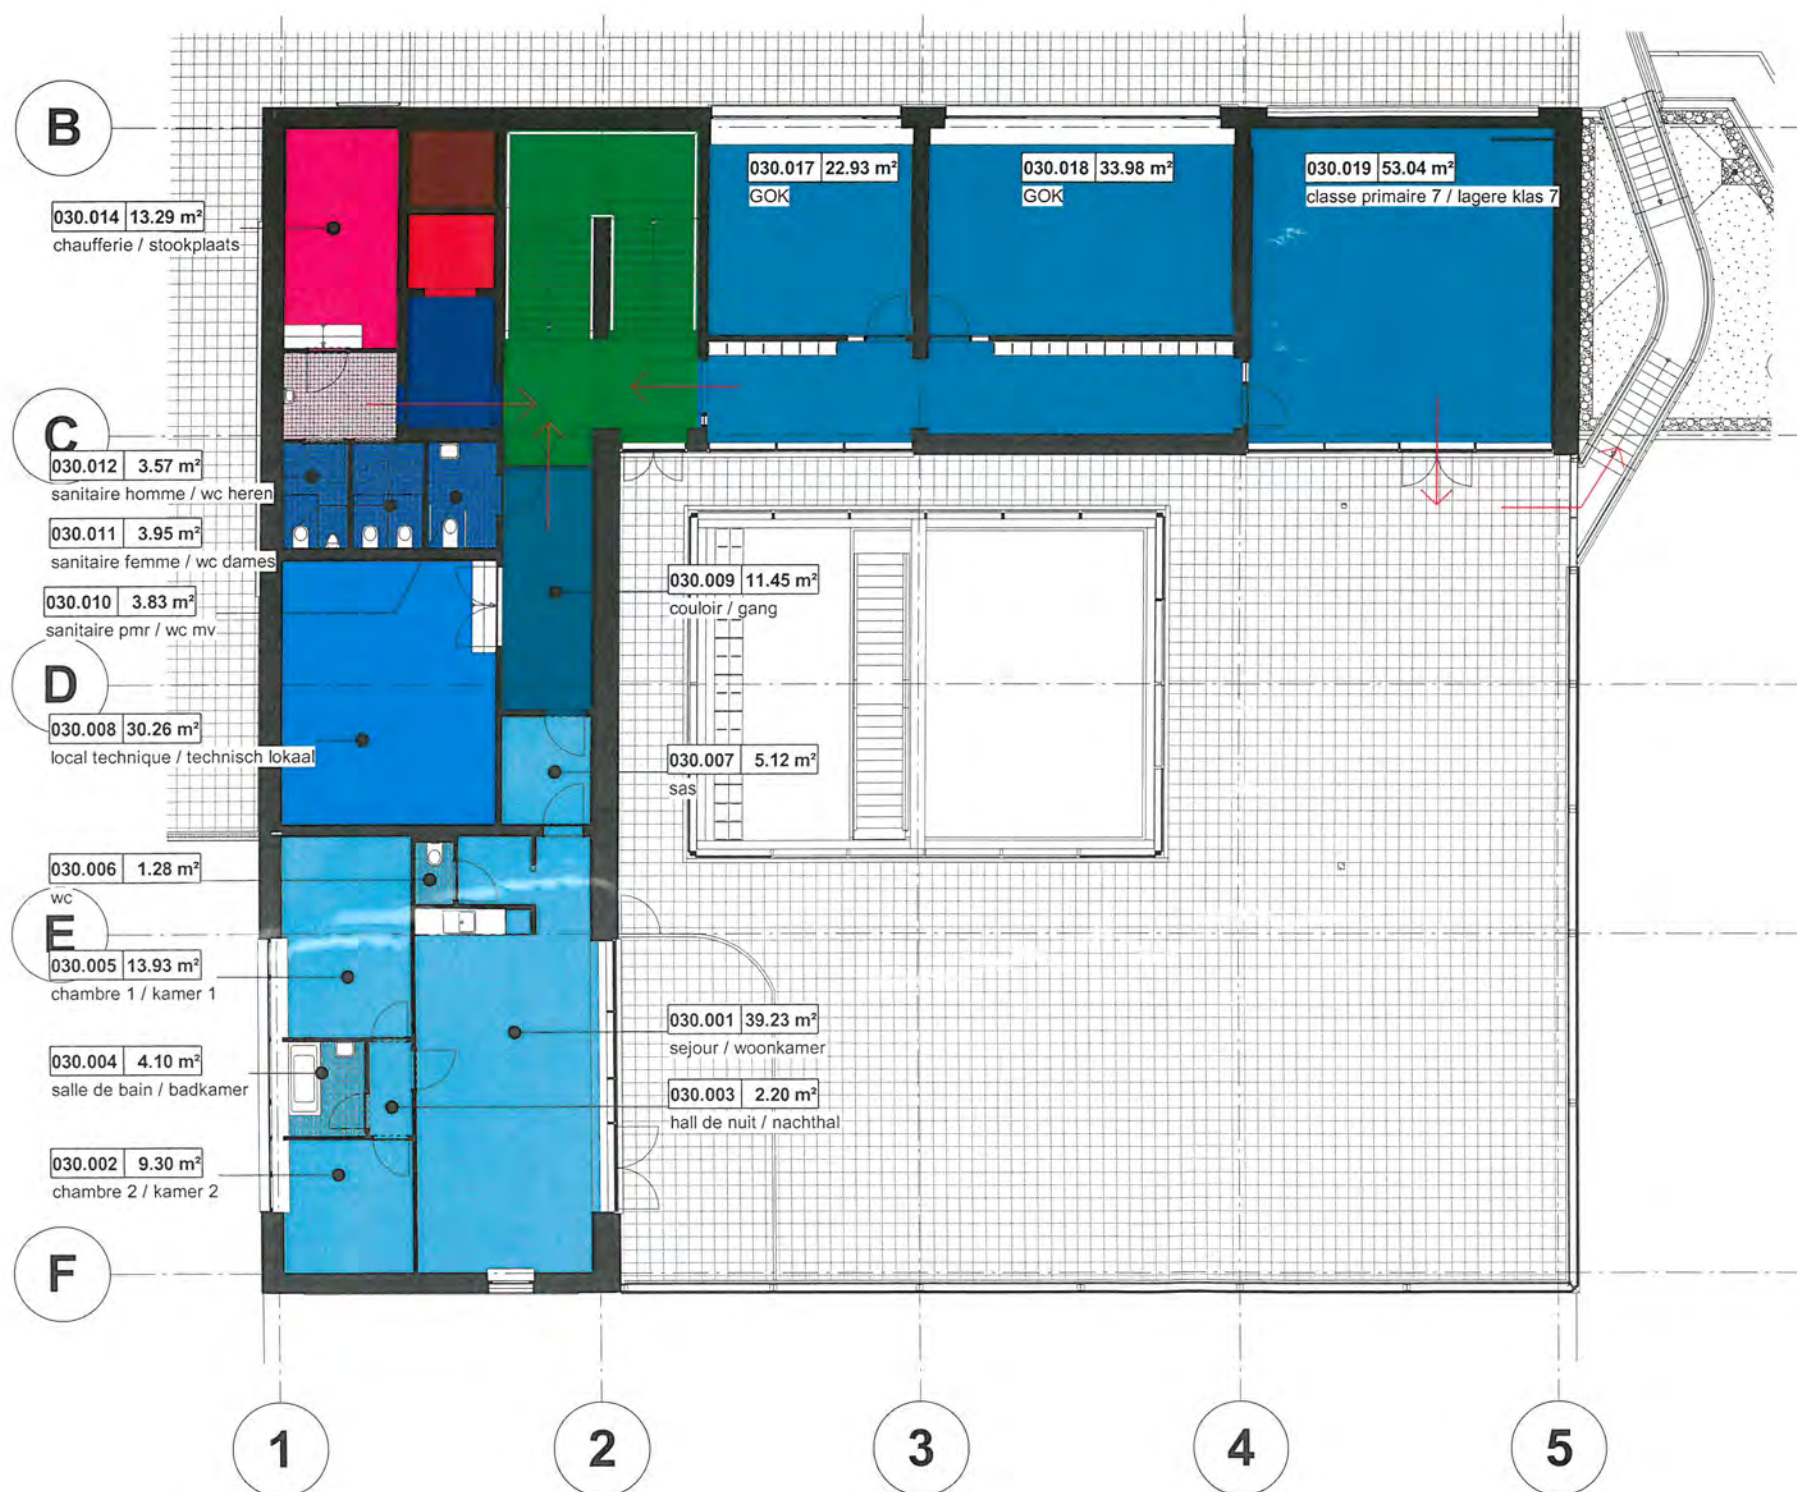 B
030.014 13.29 m²
chaufferie / stookplaats
030.017 22.93 m²
GOK
030.018 33.98 m²
GOK
030.019 53.04 m²
classe primaire 7 / lagere klas 7
C
030.012 3.57 m²
sanitaire homme / wc heren
030.011 3.95 m²
sanitaire femme / wc dames
030.010 3.83 m²
sanitaire pmr / wc mv
030.009 11.45 m²
couloir / gang
D
030.008 30.26 m²
local technique / technisch lokaal
030.007 5.12 m²
sas
030.006 1.28 m²
wc
E
030.005 13.93 m²
chambre 1 / kamer 1
030.001 39.23 m²
sejour / woonkamer
030.004 4.10 m²
salle de bain / badkamer
030.003 2.20 m²
hall de nuit / nachthal
030.002 9.30 m²
chambre 2 / kamer 2
F
1
2
3
4
5